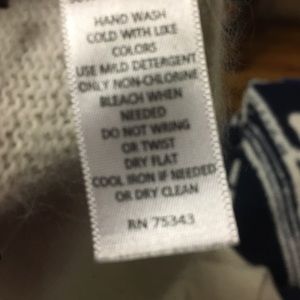 HAND WASH
COLD WITH LIKE
COLORS
USE MILD DETERGENT
ONLY NON-CHLORINE
BLEACH WHEN
NEEDED
DO NOT WRING
OR TWIST
DRY FLAT
COOL IRON IF NEEDED
OR DRY CLEAN
RN 75343